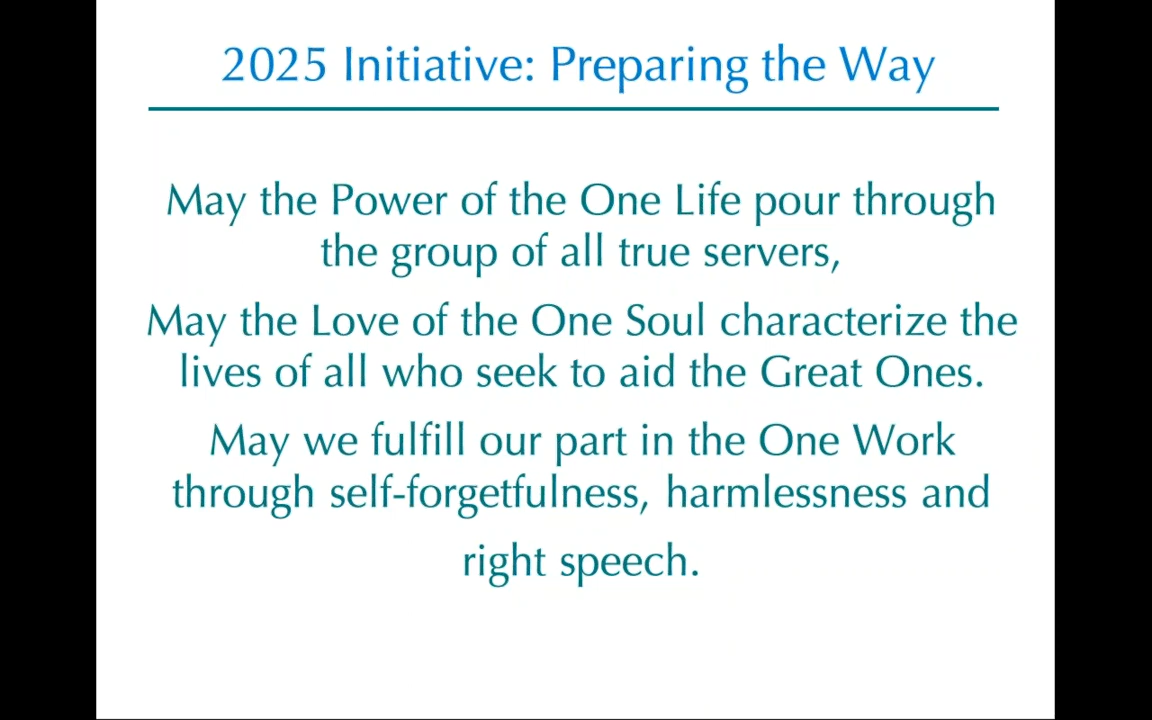 2025 Initiative: Preparing the Way
May the Power of the One Life pour through
the group of all true servers,
May the Love of the One Soul characterize the
lives of all who seek to aid the Great Ones.
May we fulfill our part in the One Work
through self-forgetfulness, harmlessness and
right speech.